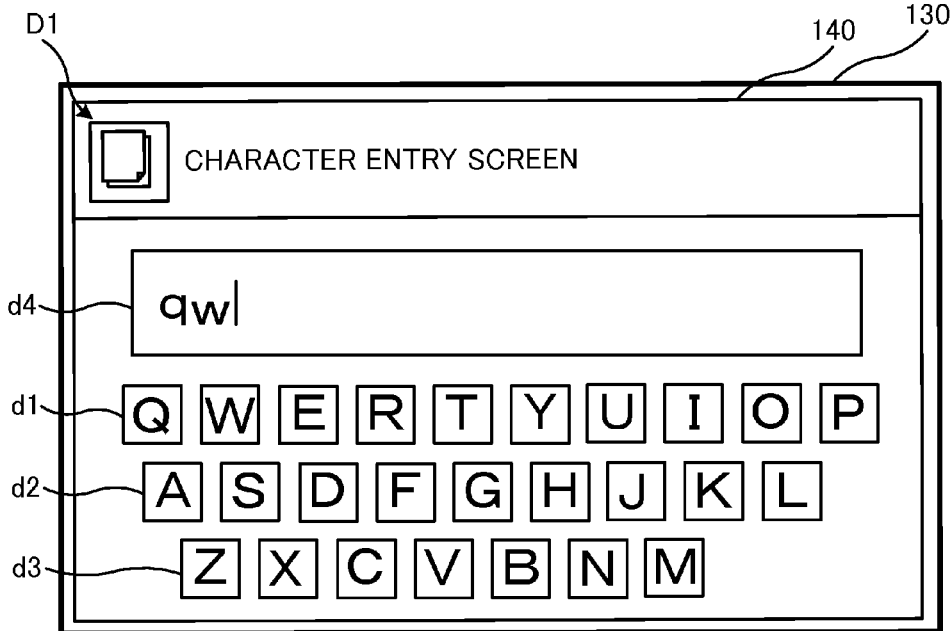 D1
140 130
CHARACTER ENTRY SCREEN
d4 qw
d1 Q W E R T Y U I O P
d2 A S D F G H J K L
d3 Z X C V B N M